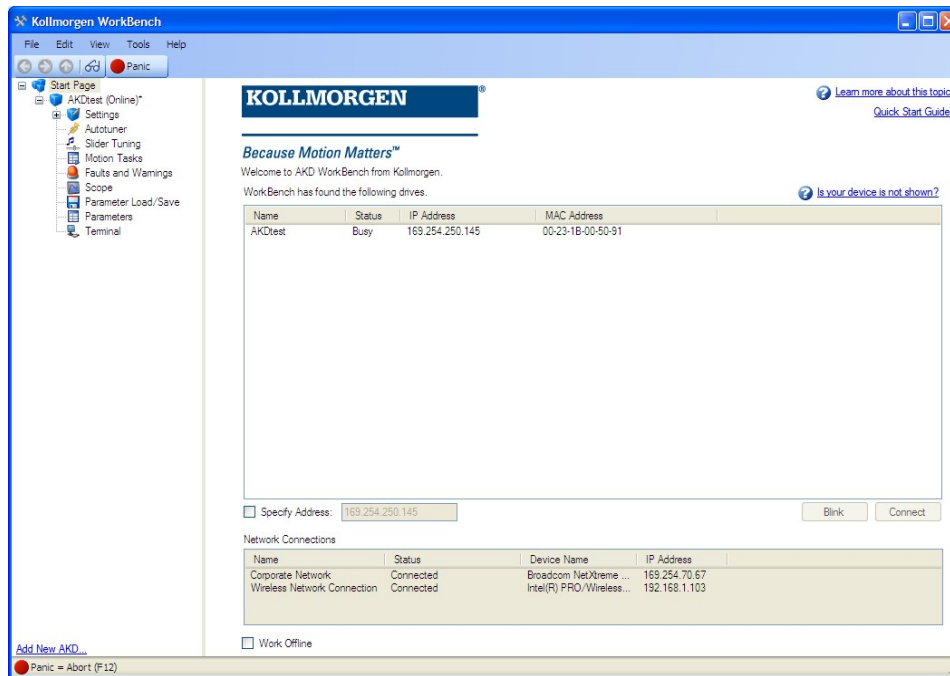 Kollmorgen WorkBench
File Edit View Tools Help
Panic
Start Page
AKDtest (Online)*
Settings
Autotuner
Slider Tuning
Motion Tasks
Faults and Warnings
Scope
Parameter Load/Save
Parameters
Terminal
Add New AKD...
KOLLMORGEN®
Because Motion Matters™
Learn more about this topic
Quick Start Guide
Welcome to AKD WorkBench from Kollmorgen.
WorkBench has found the following drives.
Is your device is not shown?
Name Status IP Address MAC Address
AKDtest Busy 169.254.250.145 00-23-1B-00-50-91
Specify Address: 169.254.250.145 Blink Connect
Network Connections
Name Status Device Name IP Address
Corporate Network Connected Broadcom NetXtreme ... 169.254.70.67
Wireless Network Connection Connected Intel(R) PRO/Wireless... 192.168.1.103
Work Offline
Panic = Abort (F12)